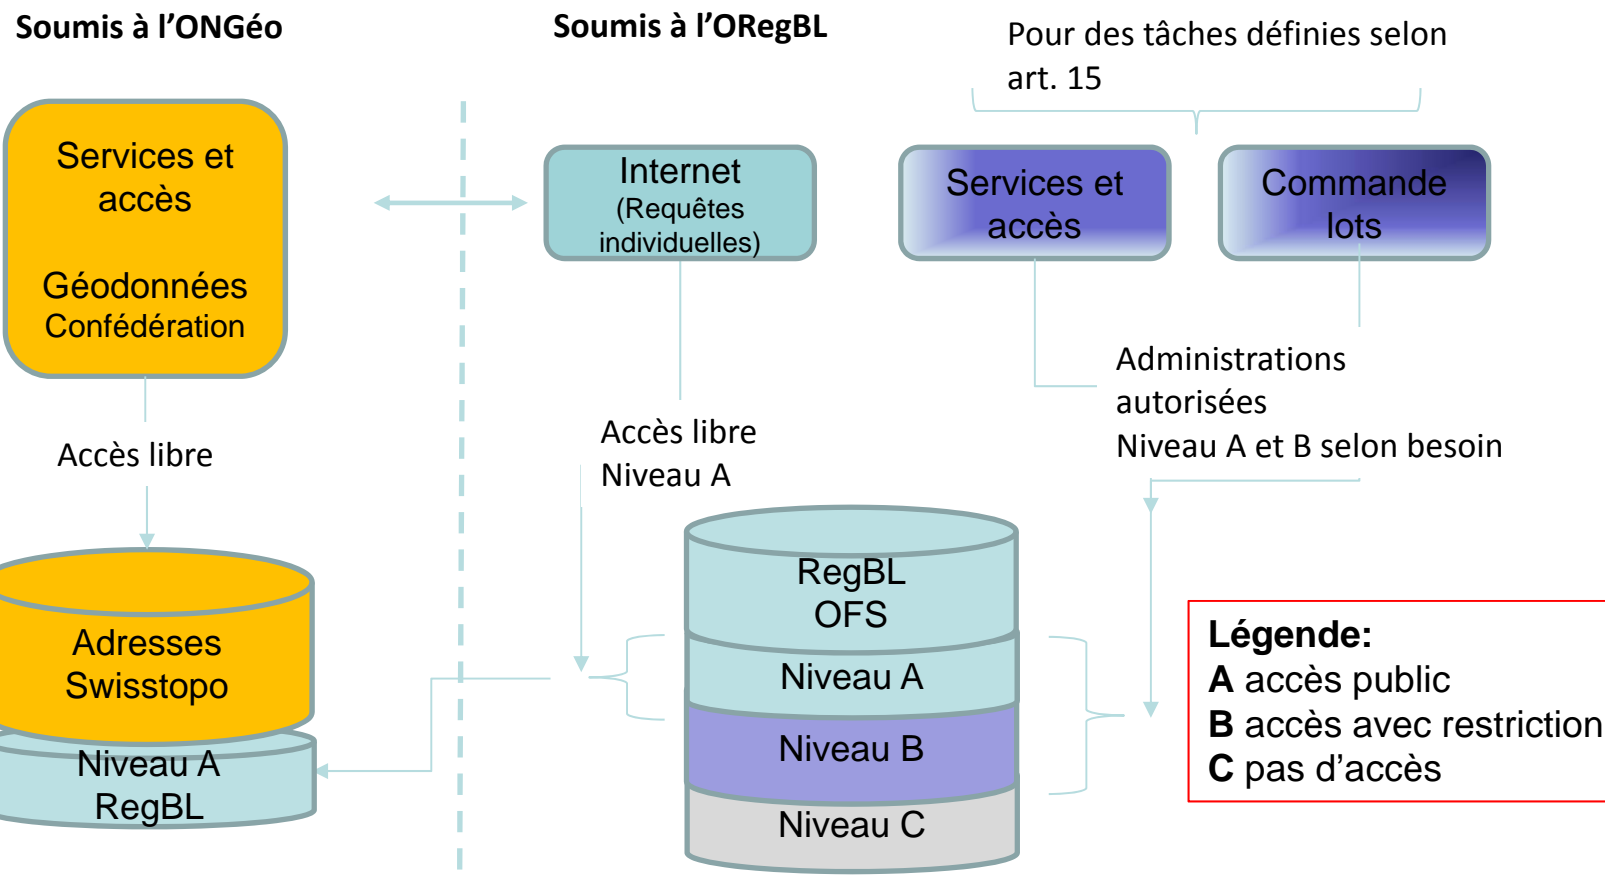 Soumis à l’ONGéo
Soumis à l’ORegBL
Pour des tâches définies selon
art. 15
Services et
accès
Géodonnées
Confédération
Internet
(Requêtes
individuelles)
Services et
accès
Commande
lots
Accès libre
Accès libre
Niveau A
Administrations
autorisées
Niveau A et B selon besoin
Adresses
Swisstopo
Niveau A
RegBL
RegBL
OFS
Niveau A
Niveau B
Niveau C
Légende:
A accès public
B accès avec restriction
C pas d’accès